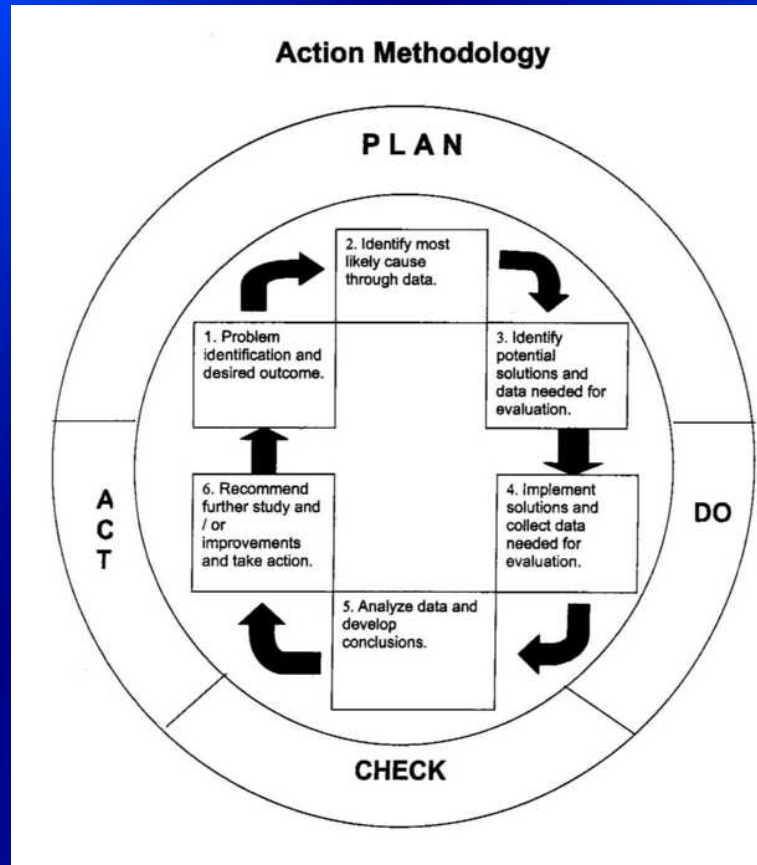 Action Methodology
PLAN
2. Identify most
likely cause
through data.
1. Problem
identification and
desired outcome.
3. Identify
potential
solutions and
data needed for
evaluation.
A
C
T
6. Recommend
further study and
/ or
improvements
and take action.
4. Implement
solutions and
collect data
needed for
evaluation.
DO
5. Analyze data and
develop
conclusions.
CHECK